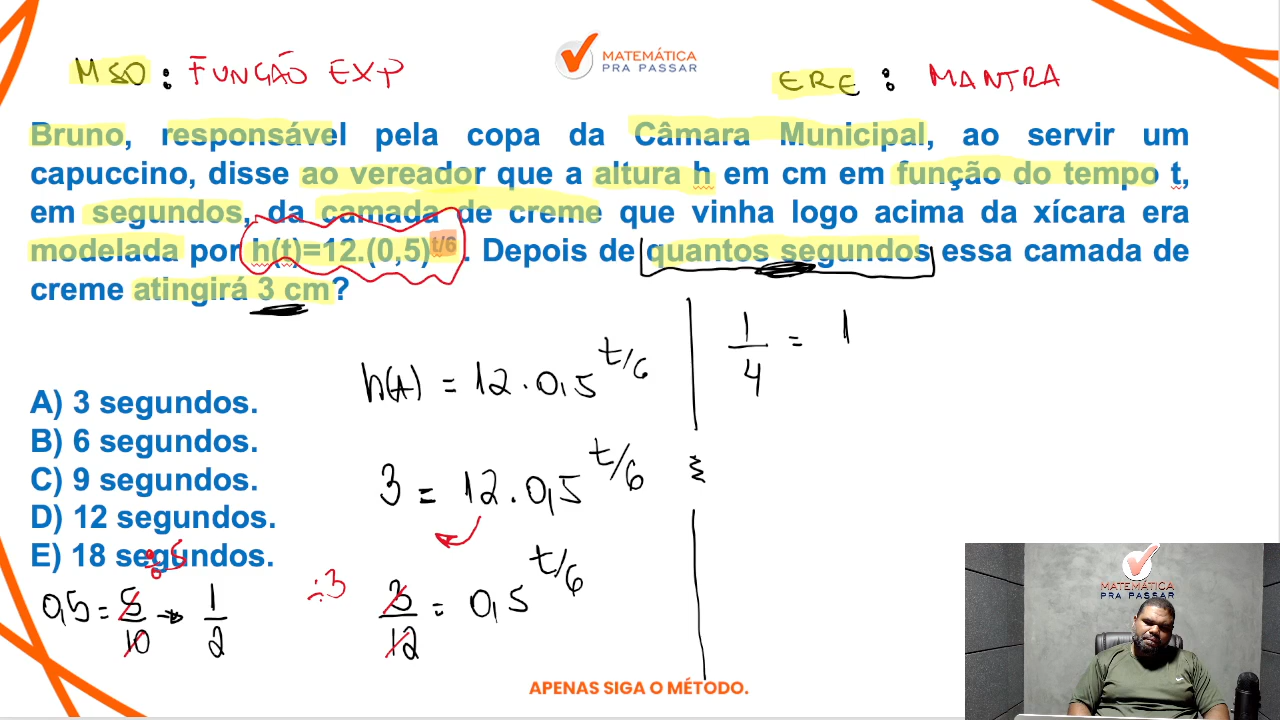 MSO: FUNÇÃO EXP
MATEMÁTICA
PRA PASSAR
ERE: MANTRA
Bruno, responsável pela copa da Câmara Municipal, ao servir um
capuccino, disse ao vereador que a altura h em cm em função do tempo t,
em segundos, da camada de creme que vinha logo acima da xícara era
modelada por h(t)=12.(0,5)^t/6. Depois de quantos segundos essa camada de
creme atingirá 3 cm?
A) 3 segundos.
B) 6 segundos.
C) 9 segundos.
D) 12 segundos.
E) 18 segundos.
÷5
0,5 = 5/10 → 1/2
h(t) = 12 . 0,5^t/6
3 = 12 . 0,5^t/6
÷3 3/12 = 0,5^t/6
1/4 = 1
MATEMÁTICA
PRA PASSAR
APENAS SIGA O MÉTODO.